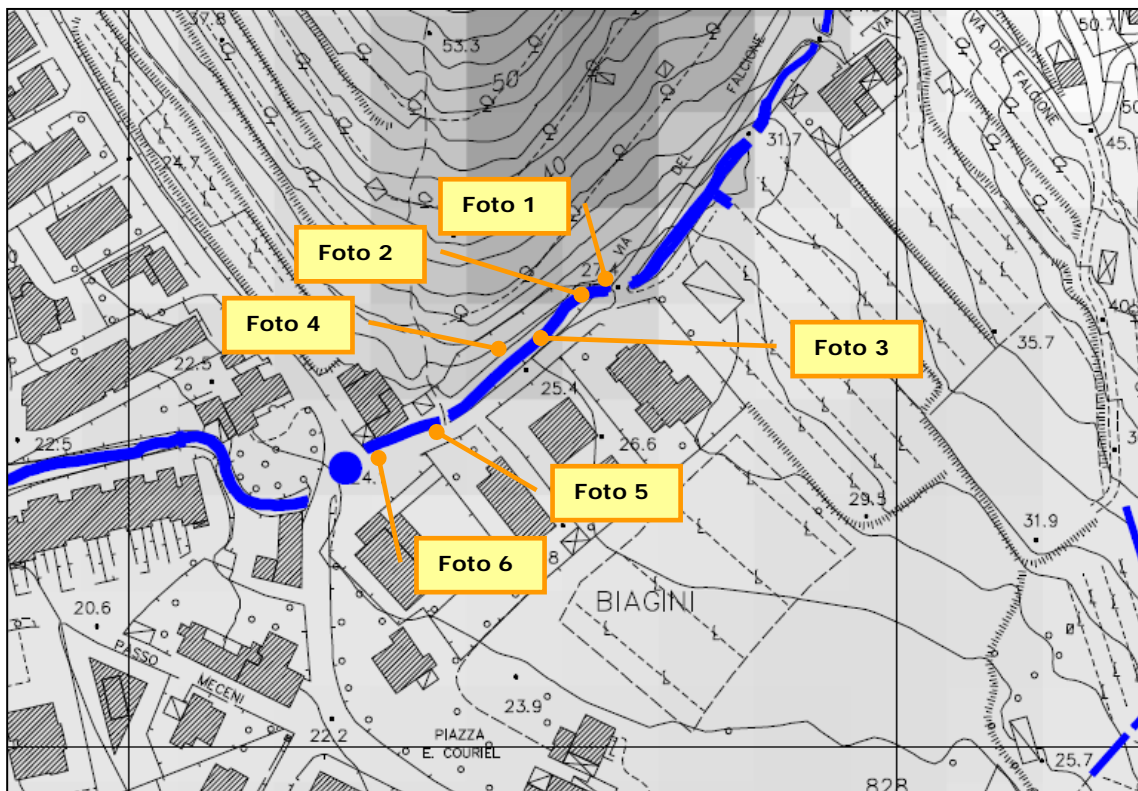 37.8
53.3
50
24.7
40
VIA
DEL
FALCIONE
VIA
VIA DEL FALCIONE
50.7
45.
31.7
Foto 1
Foto 2
Foto 4
Foto 3
22.5
22.5
25.4
26.6
35.7
40
Foto 5
Foto 6
29.5
31.9
BIAGINI
20.6
PASSO
MECENI
23.9
PIAZZA
E. COURIEL
22.2
25.7